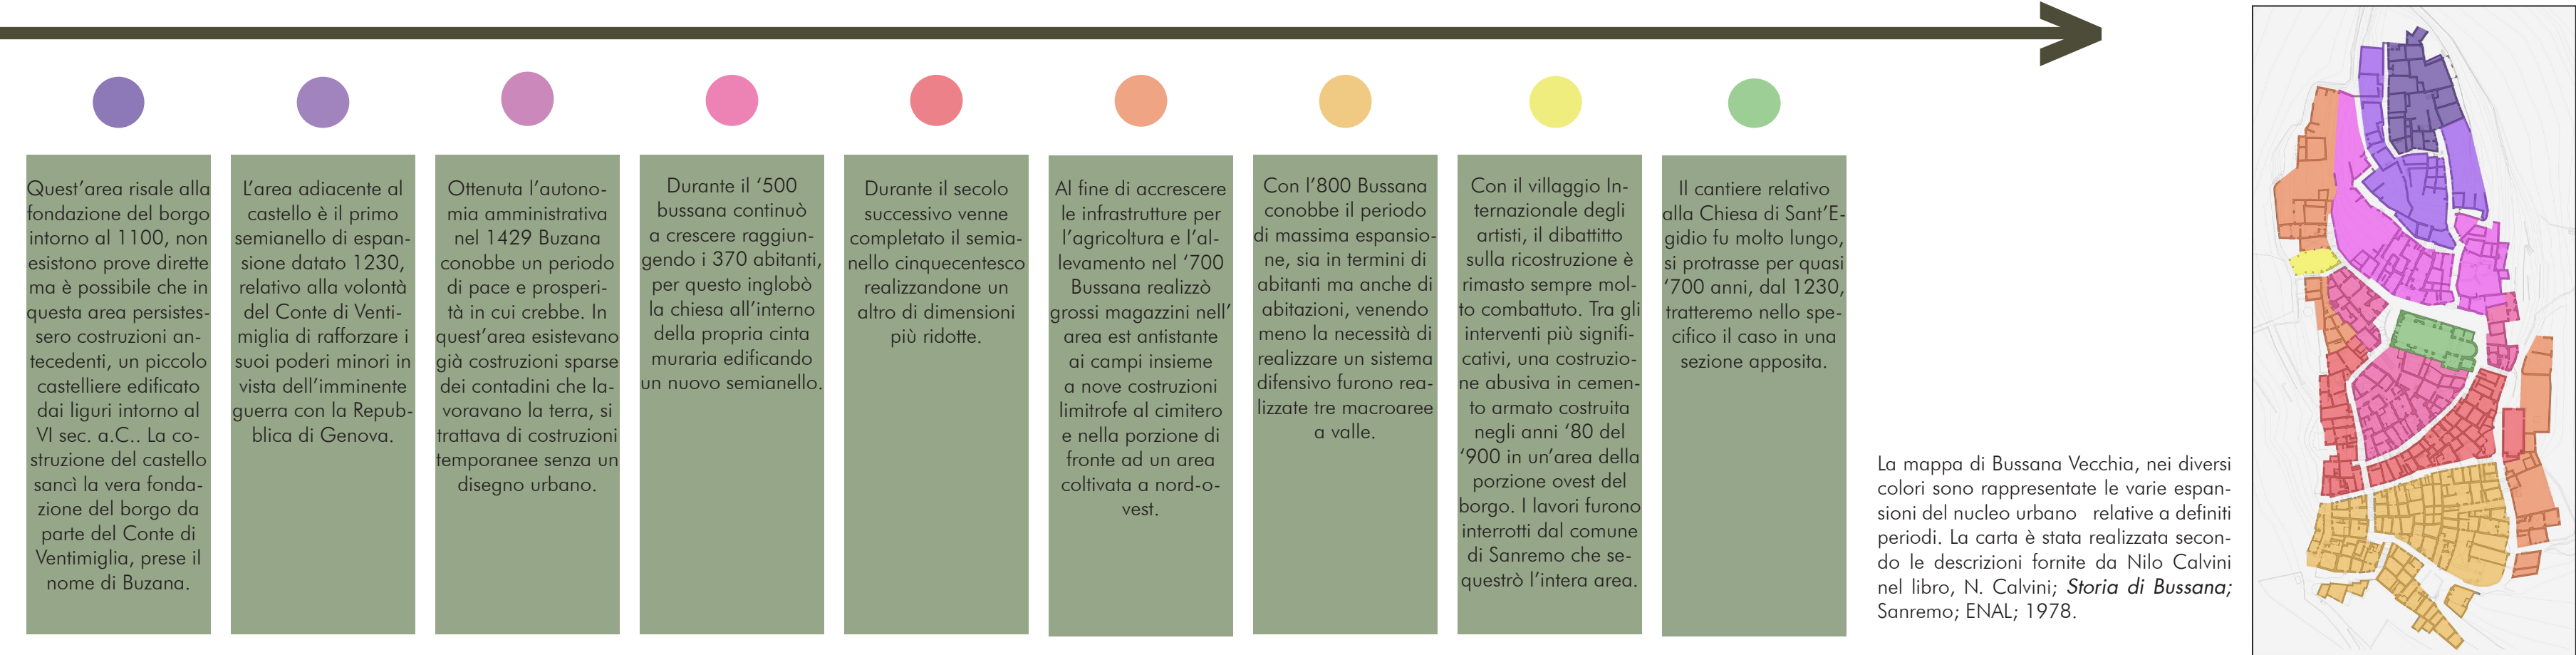 Quest’area risale alla
fondazione del borgo
intorno al 1100, non
esistono prove dirette
ma è possibile che in
questa area persistes-
sero costruzioni an-
tecedenti, un piccolo
castelliere edificato
dai liguri intorno al
VI sec. a.C.. La co-
struzione del castello
sancì la vera fonda-
zione del borgo da
parte del Conte di
Ventimiglia, prese il
nome di Buzana.
L’area adiacente al
castello è il primo
semianello di espan-
sione datato 1230,
relativo alla volontà
del Conte di Venti-
miglia di rafforzare i
suoi poderi minori in
vista dell’imminente
guerra con la Repub-
blica di Genova.
Ottenuta l’autono-
mia amministrativa
nel 1429 Buzana
conobbe un periodo
di pace e prosperi-
tà in cui crebbe. In
quest’area esistevano
già costruzioni sparse
dei contadini che la-
voravano la terra, si
trattava di costruzioni
temporanee senza un
disegno urbano.
Durante il ‘500
bussana continuò
a crescere raggiun-
gendo i 370 abitanti,
per questo inglobò
la chiesa all’interno
della propria cinta
muraria edificando
un nuovo semianello.
Durante il secolo
successivo venne
completato il semia-
nello cinquecentesco
realizzandone un
altro di dimensioni
più ridotte.
Al fine di accrescere
le infrastrutture per
l’agricoltura e l’al-
levamento nel ‘700
Bussana realizzò
grossi magazzini nell’
area est antistante
ai campi insieme
a nove costruzioni
limitrofe al cimitero
e nella porzione di
fronte ad un area
coltivata a nord-o-
vest.
Con l’800 Bussana
conobbe il periodo
di massima espansio-
ne, sia in termini di
abitanti ma anche di
abitazioni, venendo
meno la necessità di
realizzare un sistema
difensivo furono rea-
lizzate tre macroaree
a valle.
Con il villaggio In-
ternazionale degli
artisti, il dibattitto
sulla ricostruzione è
rimasto sempre mol-
to combattuto. Tra gli
interventi più signifi-
cativi, una costruzio-
ne abusiva in cemen-
to armato costruita
negli anni ‘80 del
‘900 in un’area della
porzione ovest del
borgo. I lavori furono
interrotti dal comune
di Sanremo che se-
questrò l’intera area.
Il cantiere relativo
alla Chiesa di Sant’E-
gidio fu molto lungo,
si protrasse per quasi
‘700 anni, dal 1230,
tratteremo nello spe-
cifico il caso in una
sezione apposita.
La mappa di Bussana Vecchia, nei diversi
colori sono rappresentate le varie espan-
sioni del nucleo urbano relative a definiti
periodi. La carta è stata realizzata secon-
do le descrizioni fornite da Nilo Calvini
nel libro, N. Calvini; Storia di Bussana;
Sanremo; ENAL; 1978.